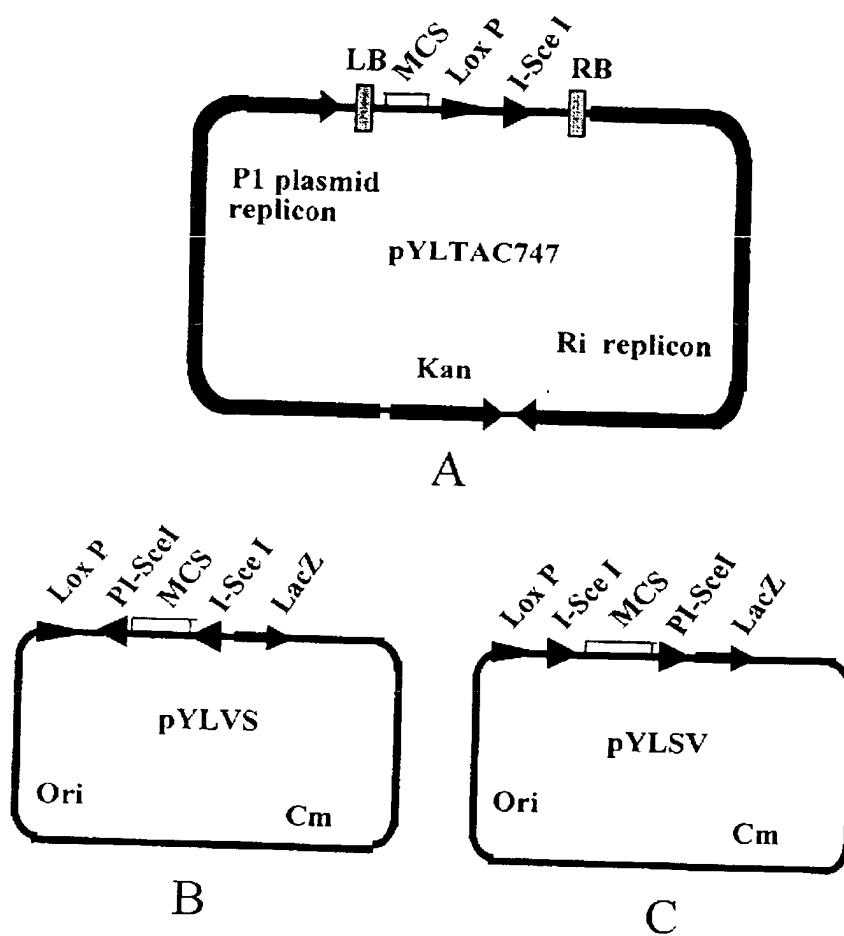 LB MCS Lox P I-Sce I RB
P1 plasmid
replicon
pYLTAC747
Ri replicon
Kan
A
Lox P PI-SceI MCS I-Sce I LacZ
pYLVS
Ori
Cm
B
Lox P I-Sce I MCS PI-SceI LacZ
pYLSV
Ori
Cm
C